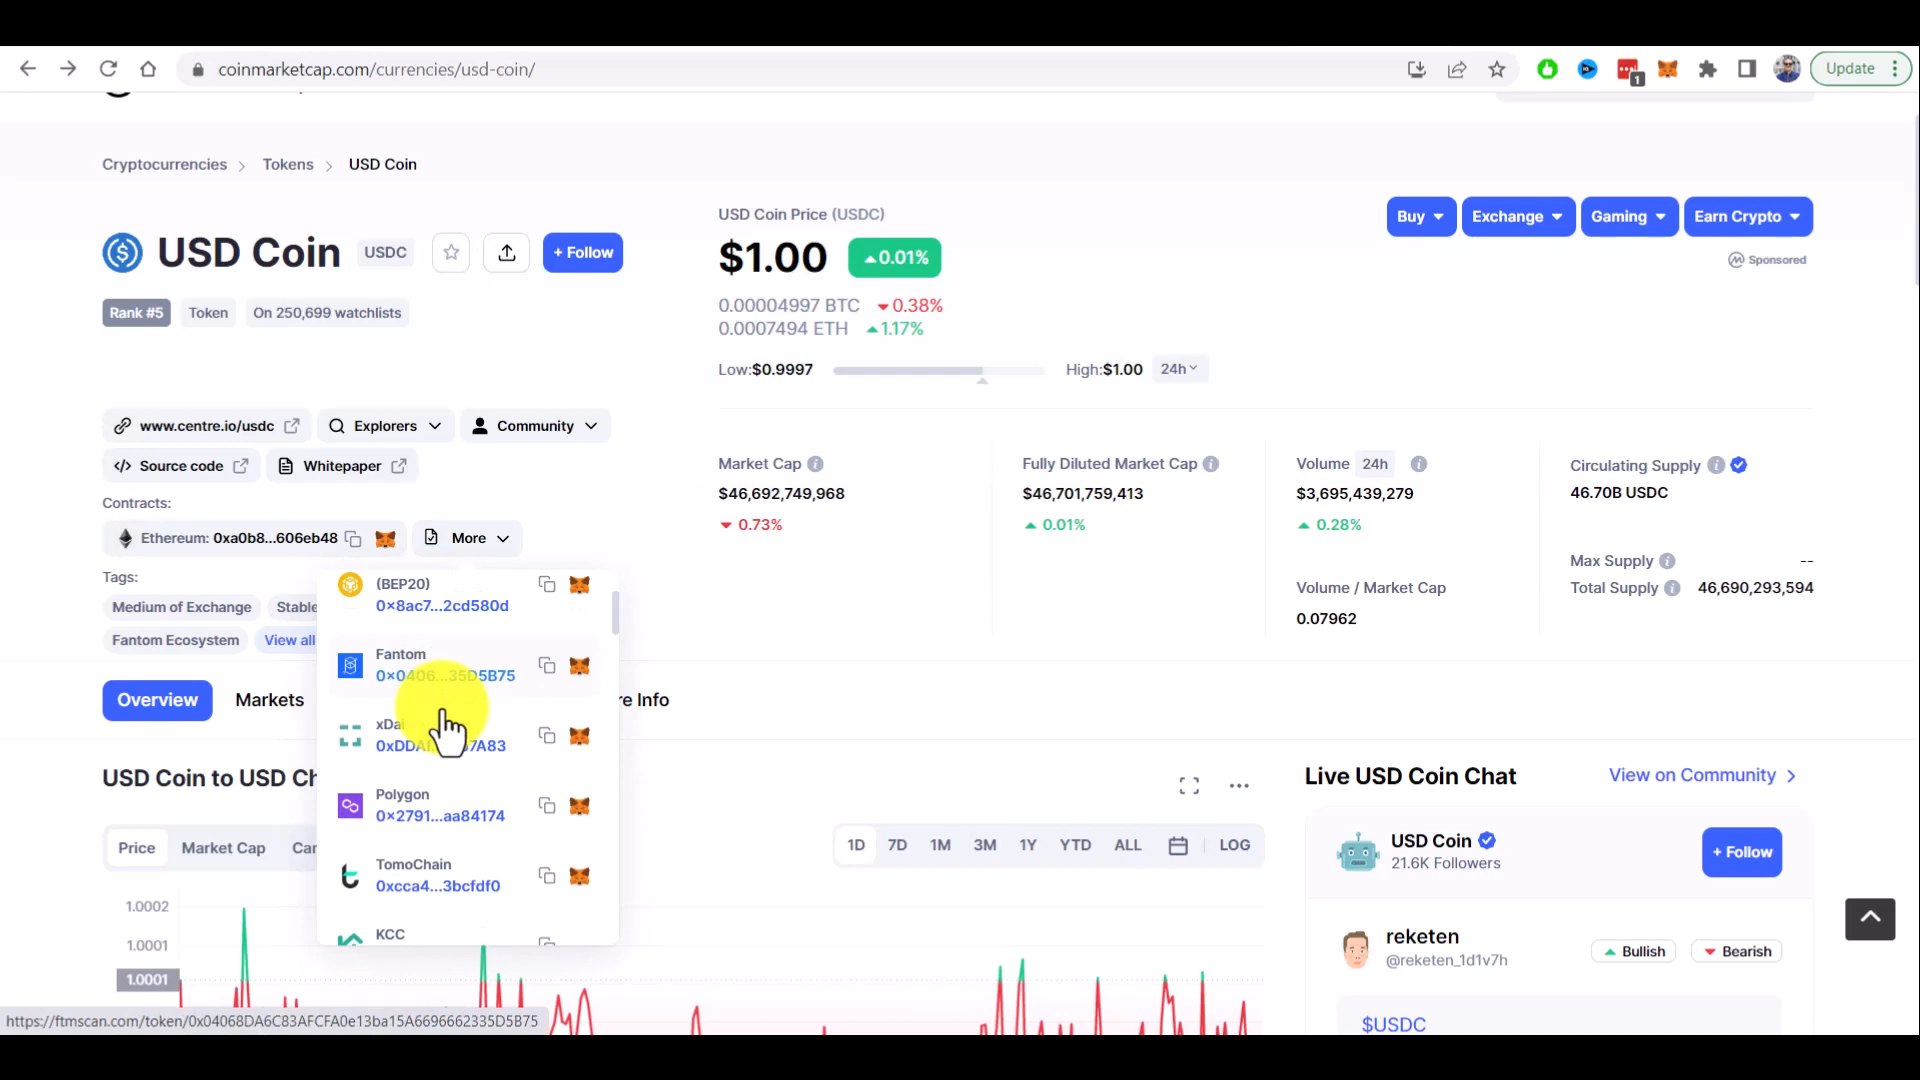 coinmarketcap.com/currencies/usd-coin/
1
Update
Cryptocurrencies
Tokens
USD Coin
USD Coin
USDC
+ Follow
Rank #5
Token
On 250,699 watchlists
USD Coin Price (USDC)
$1.00
0.01%
0.00004997 BTC 0.38%
0.0007494 ETH 1.17%
Low:$0.9997
High:$1.00
24h
Buy
Exchange
Gaming
Earn Crypto
Sponsored
www.centre.io/usdc
Explorers
Community
Source code
Whitepaper
Contracts:
Ethereum: 0xa0b8...606eb48
More
Tags:
Medium of Exchange
Fantom Ecosystem
View all
(BEP20)
0x8ac7...2cd580d
Fantom
0x0406...35D5B75
Polygon
0x2791...aa84174
TomoChain
0xcca4...3bcfdf0
KCC
Market Cap
$46,692,749,968
0.73%
Fully Diluted Market Cap
$46,701,759,413
0.01%
Volume 24h
$3,695,439,279
0.28%
Volume / Market Cap
0.07962
Circulating Supply
46.70B USDC
Max Supply --
Total Supply 46,690,293,594
Overview
Markets
Info
USD Coin to USD
Price
Market Cap
1D
7D
1M
3M
1Y
YTD
ALL
LOG
1.0002
1.0001
1.0001
Live USD Coin Chat
View on Community
USD Coin
21.6K Followers
+ Follow
reketen
@reketen_1d1v7h
Bullish
Bearish
$USDC
https://ftmscan.com/token/0x04068DA6C83AFCFA0e13ba15A6696662335D5B75